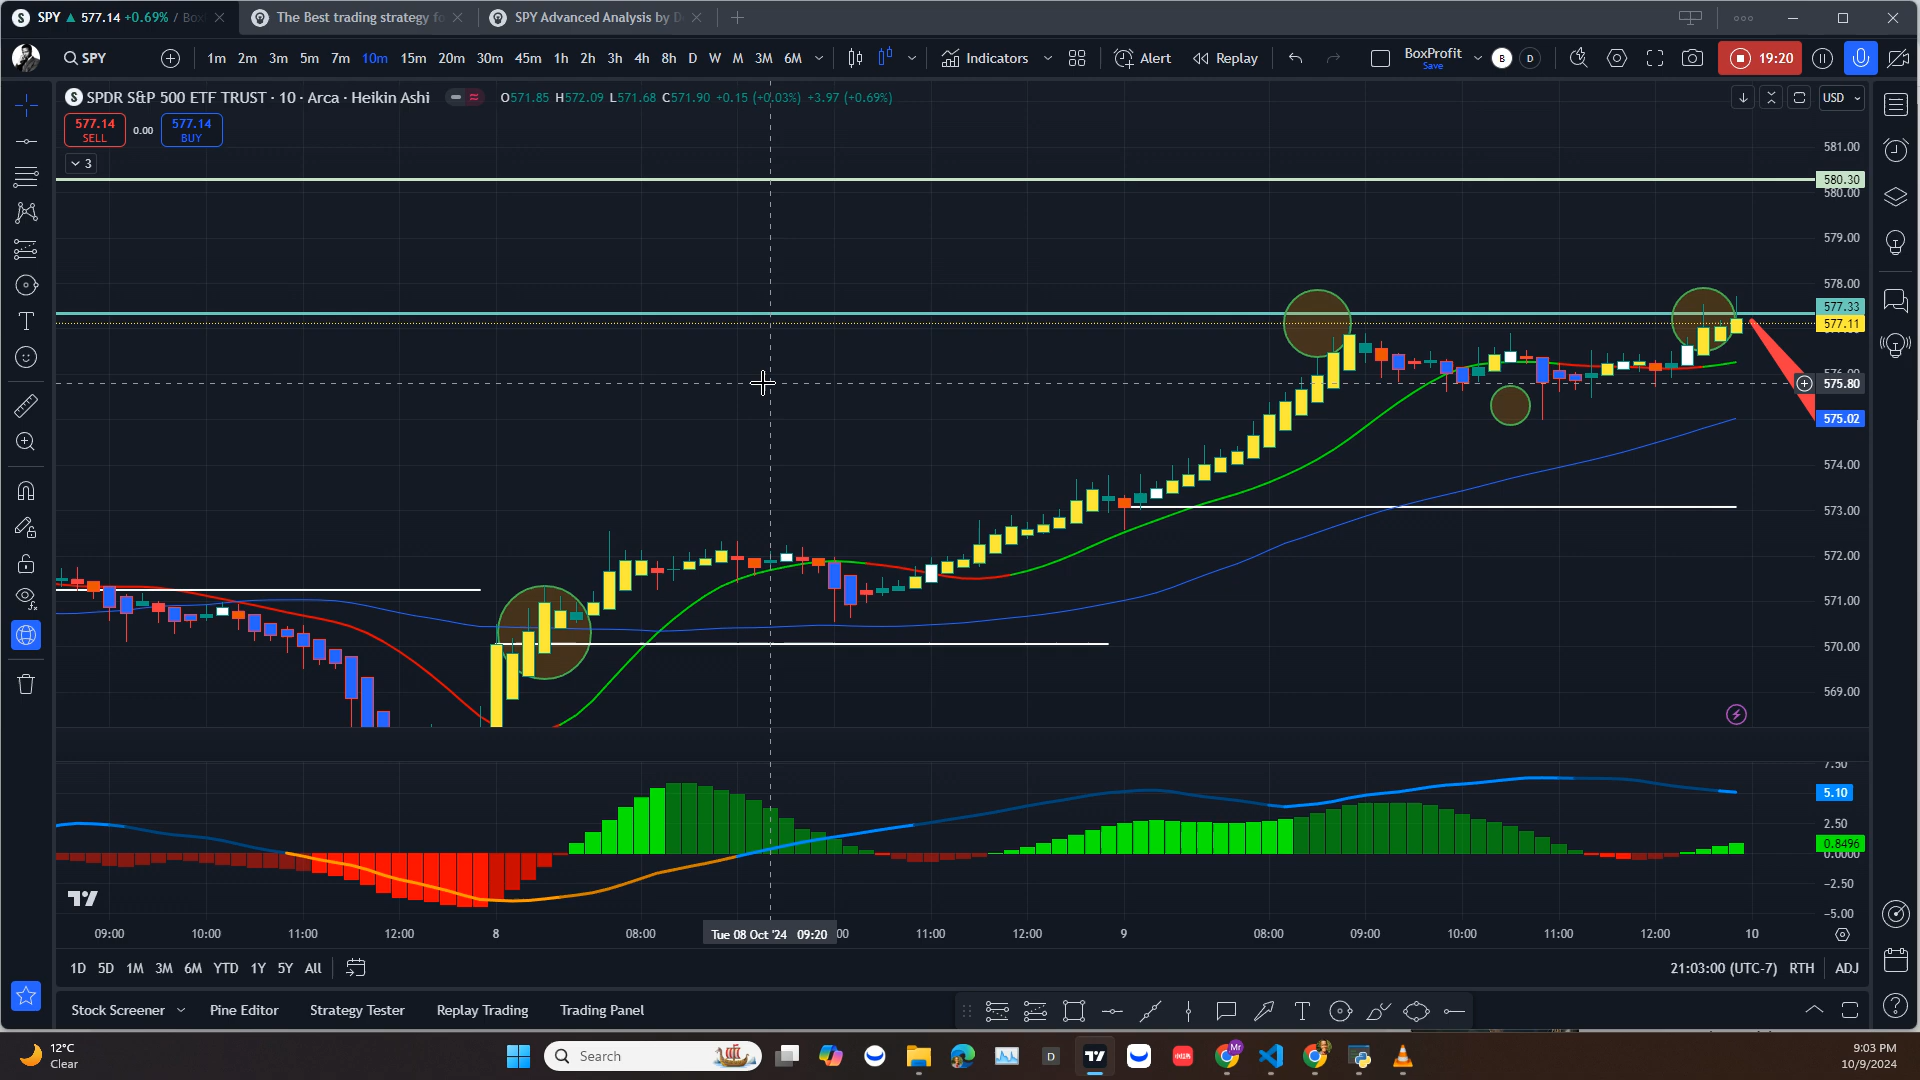 SPY ▲ 577.14 +0.69% / Box
The Best trading strategy fo
SPY Advanced Analysis by D
SPY
1m 2m 3m 5m 7m 10m 15m 20m 30m 45m 1h 2h 3h 4h 8h D W M 3M 6M
Indicators
Alert
Replay
BoxProfit
Save
B
D
19:20
SPDR S&P 500 ETF TRUST · 10 · Arca · Heikin Ashi
O571.85 H572.09 L571.68 C571.90 +0.15 (+0.03%) +3.97 (+0.69%)
USD
577.14
SELL
0.00
577.14
BUY
3
581.00
580.30
580.00
579.00
578.00
577.33
577.11
575.80
575.02
574.00
573.00
572.00
571.00
570.00
569.00
7.50
5.10
2.50
0.8496
0.0000
−2.50
−5.00
09:00 10:00 11:00 12:00 8 08:00 Tue 08 Oct '24 09:20 11:00 12:00 9 08:00 09:00 10:00 11:00 12:00 10
1D 5D 1M 3M 6M YTD 1Y 5Y All
21:03:00 (UTC-7) RTH ADJ
Stock Screener Pine Editor Strategy Tester Replay Trading Trading Panel
12°C
Clear
Search
9:03 PM
10/9/2024